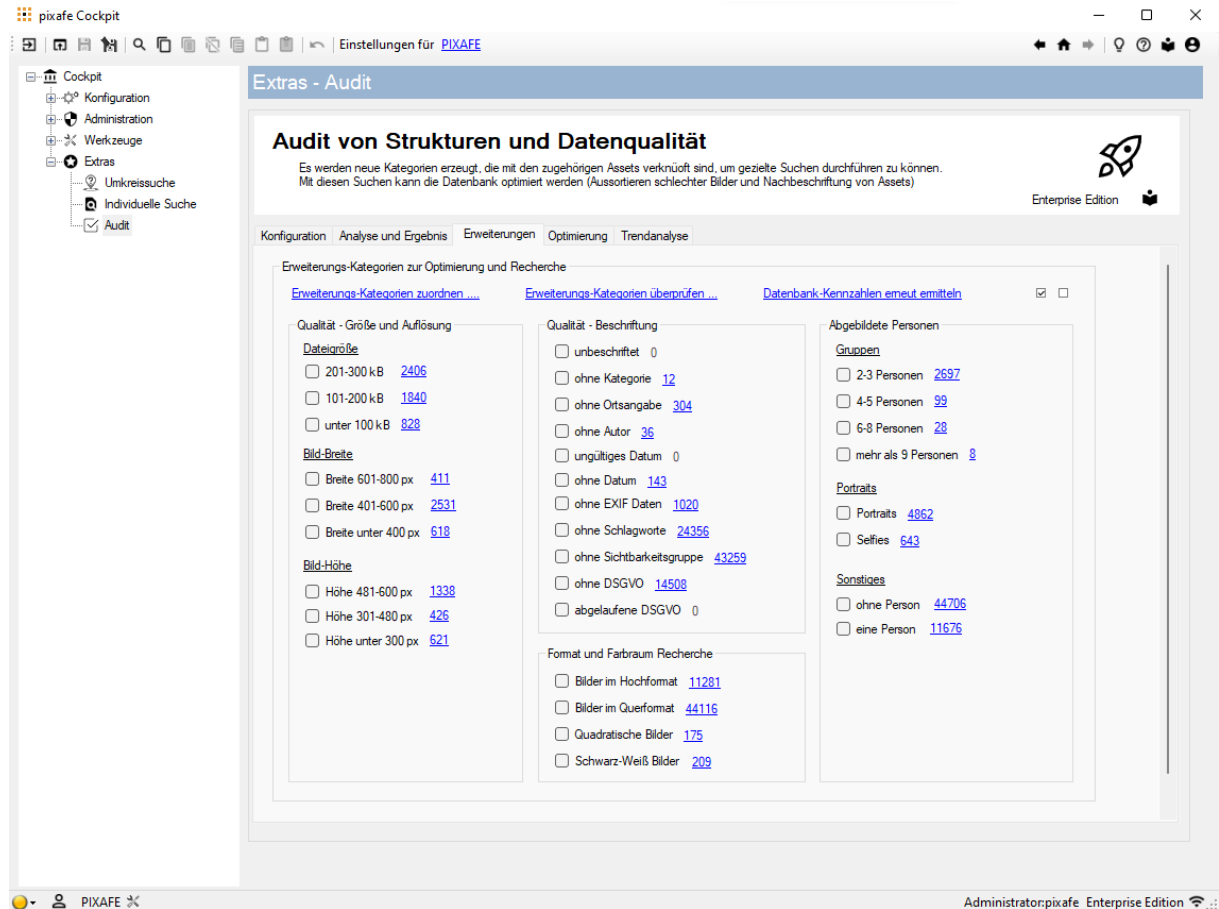 pixafe Cockpit
Einstellungen für PIXAFE
Cockpit
Konfiguration
Administration
Werkzeuge
Extras
Umkreissuche
Individuelle Suche
Audit
Extras - Audit
Audit von Strukturen und Datenqualität
Es werden neue Kategorien erzeugt, die mit den zugehörigen Assets verknüoft sind, um gezielte Suchen durchführen zu können.
Mit diesen Suchen kann die Datenbank optimiert werden (Aussortieren schlechter Bilder und Nachbeschriftung von Assets)
Enterprise Edition
Konfiguration Analyse und Ergebnis Erweiterungen Optimierung Trendanalyse
Erweiterungs-Kategorien zur Optimierung und Recherche
Erweiterungs-Kategorien zuordnen .... Erweiterungs-Kategorien überprüfen ... Datenbank-Kennzahlen erneut ermitteln
Qualität - Größe und Auflösung
Dateigröße
201-300 kB 2406
101-200 kB 1840
unter 100 kB 828
Bild-Breite
Breite 601-800 px 411
Breite 401-600 px 2531
Breite unter 400 px 618
Bild-Höhe
Höhe 481-600 px 1338
Höhe 301-480 px 426
Höhe unter 300 px 621
Qualität - Beschriftung
unbeschriftet 0
ohne Kategorie 12
ohne Ortsangabe 304
ohne Autor 36
ungültiges Datum 0
ohne Datum 143
ohne EXIF Daten 1020
ohne Schlagworte 24356
ohne Sichtbarkeitsgruppe 43259
ohne DSGVO 14508
abgelaufene DSGVO 0
Format und Farbraum Recherche
Bilder im Hochformat 11281
Bilder im Querformat 44116
Quadratische Bilder 175
Schwarz-Weiß Bilder 209
Abgebildete Personen
Gruppen
2-3 Personen 2697
4-5 Personen 99
6-8 Personen 28
mehr als 9 Personen 8
Portraits
Portraits 4862
Selfies 643
Sonstiges
ohne Person 44706
eine Person 11676
PIXAFE
Administrator:pixafe Enterprise Edition